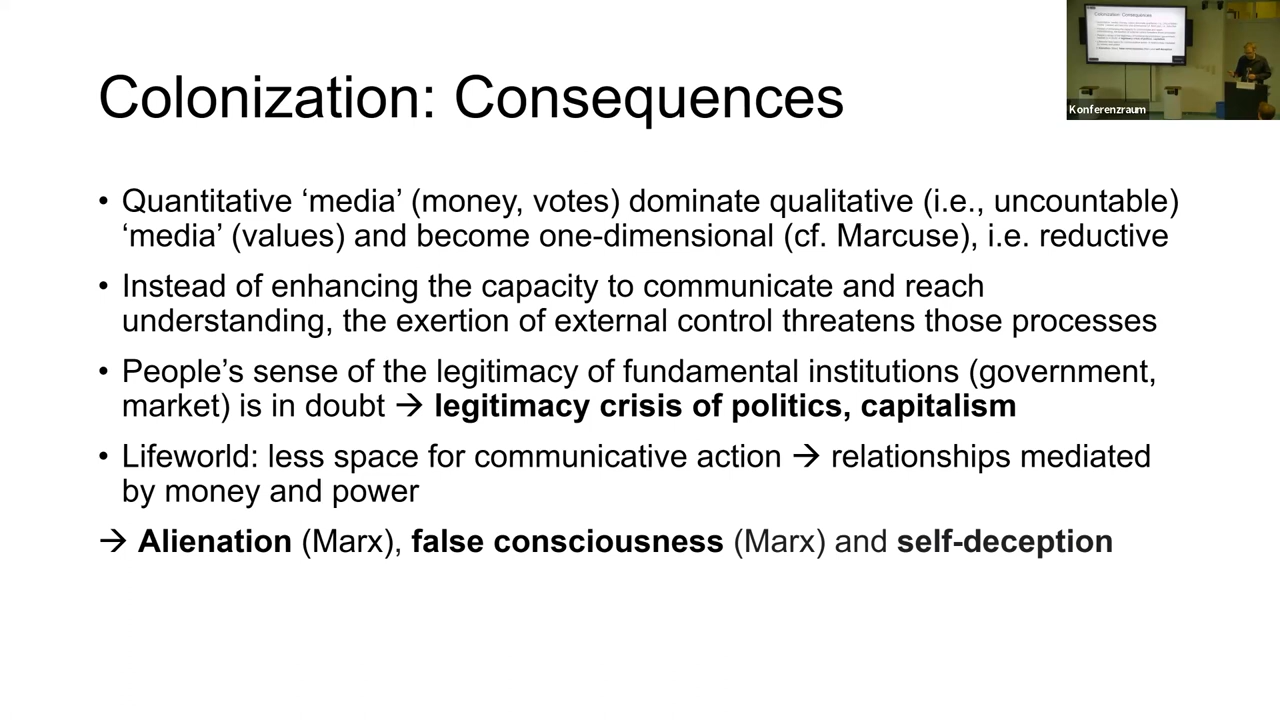 Colonization: Consequences
Konferenzraum
• Quantitative ‘media’ (money, votes) dominate qualitative (i.e., uncountable)
‘media’ (values) and become one-dimensional (cf. Marcuse), i.e. reductive
• Instead of enhancing the capacity to communicate and reach
understanding, the exertion of external control threatens those processes
• People’s sense of the legitimacy of fundamental institutions (government,
market) is in doubt → legitimacy crisis of politics, capitalism
• Lifeworld: less space for communicative action → relationships mediated
by money and power
→ Alienation (Marx), false consciousness (Marx) and self-deception